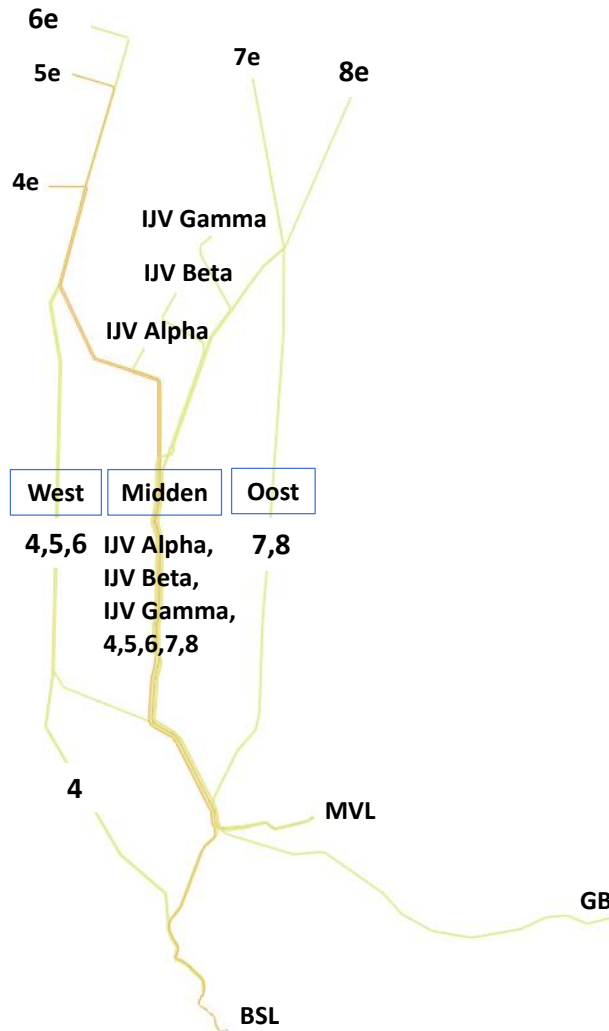 6e
5e
7e
8e
4e
IJV Gamma
IJV Beta
IJV Alpha
West
Midden
Oost
4,5,6
IJV Alpha,
IJV Beta,
IJV Gamma,
4,5,6,7,8
7,8
4
MVL
GB
BSL